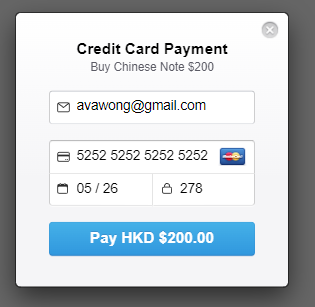 Credit Card Payment
Buy Chinese Note $200
avawong@gmail.com
5252 5252 5252 5252
05 / 26 278
Pay HKD $200.00